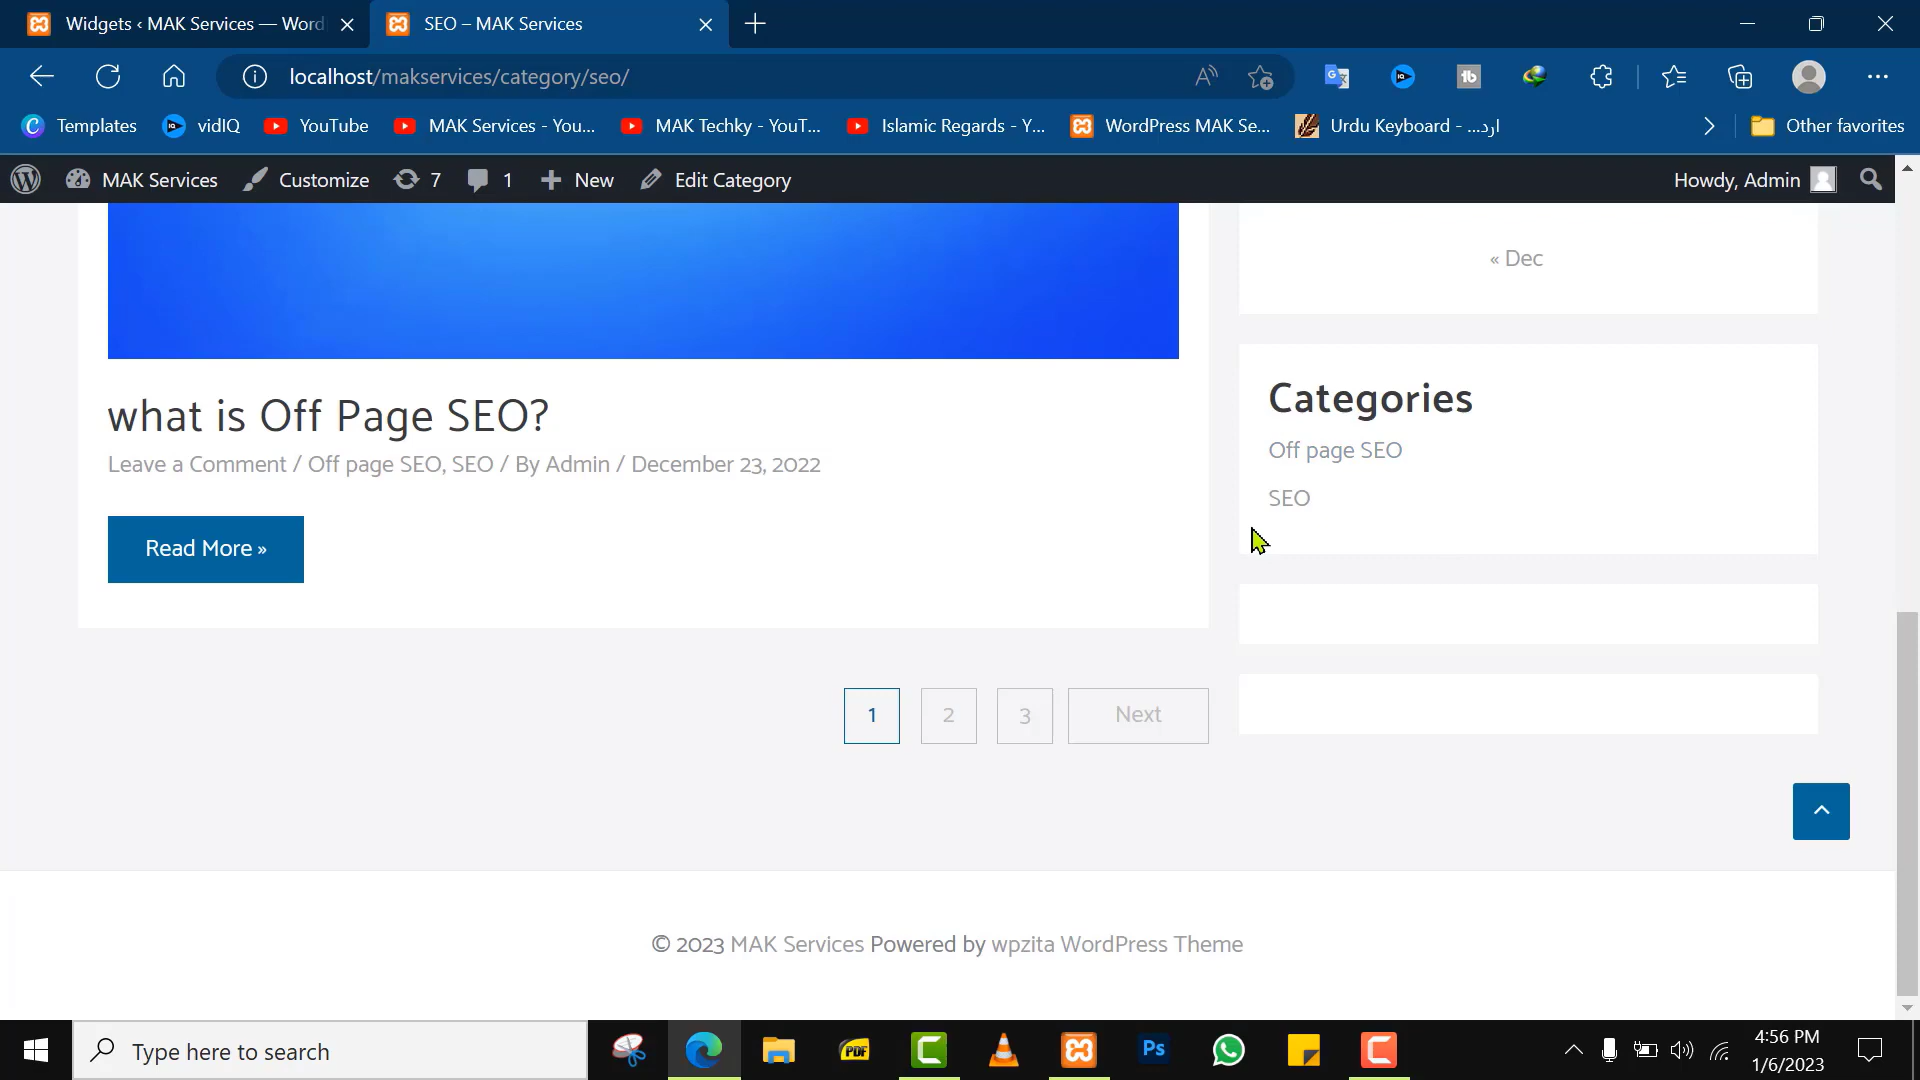 Widgets ‹ MAK Services — Word
SEO – MAK Services
localhost/makservices/category/seo/
Templates
vidIQ
YouTube
MAK Services - You...
MAK Techky - YouT...
Islamic Regards - Y...
WordPress MAK Se...
Urdu Keyboard - ...ارد
Other favorites
MAK Services
Customize
7
1
New
Edit Category
Howdy, Admin
« Dec
what is Off Page SEO?
Leave a Comment / Off page SEO, SEO / By Admin / December 23, 2022
Read More »
Categories
Off page SEO
SEO
1
2
3
Next
© 2023 MAK Services Powered by wpzita WordPress Theme
Type here to search
PDF
Ps
4:56 PM
1/6/2023